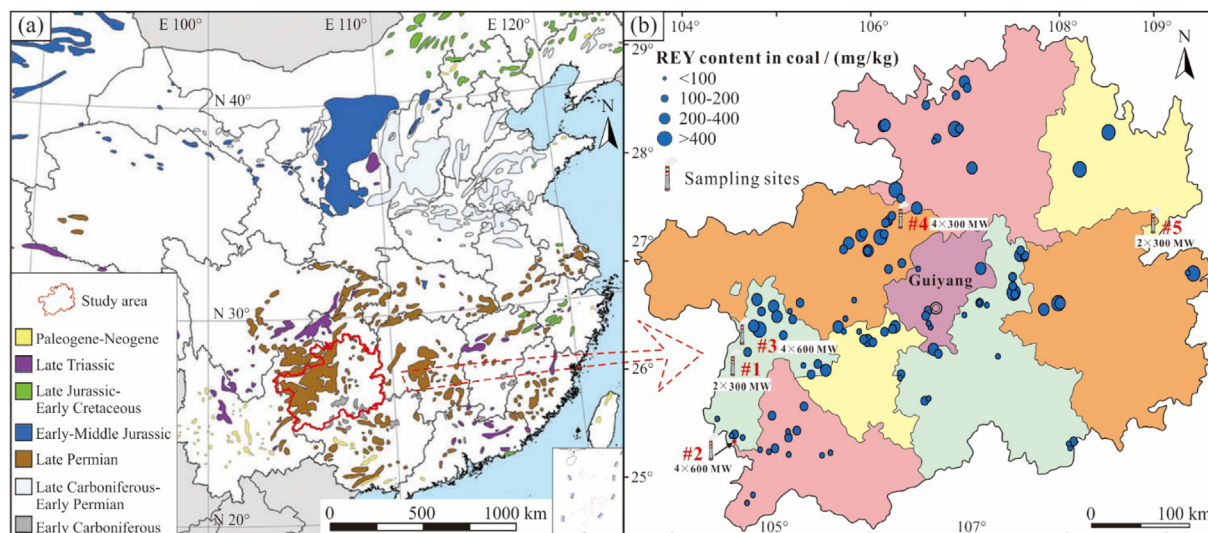 (a)
E 100°
E 110°
E 120°
N 40°
N
N 30°
N 20°
Study area
Paleogene-Neogene
Late Triassic
Late Jurassic-
Early Cretaceous
Early-Middle Jurassic
Late Permian
Late Carboniferous-
Early Permian
Early Carboniferous
0 500 1000 km
(b)
104°
106°
108°
109°
29°
28°
27°
26°
25°
105°
107°
N
REY content in coal / (mg/kg)
<100
100-200
200-400
>400
Sampling sites
#4 4×300 MW
#5
2×300 MW
Guiyang
#3 4×600 MW
#1
2×300 MW
#2
4×600 MW
0 100 km